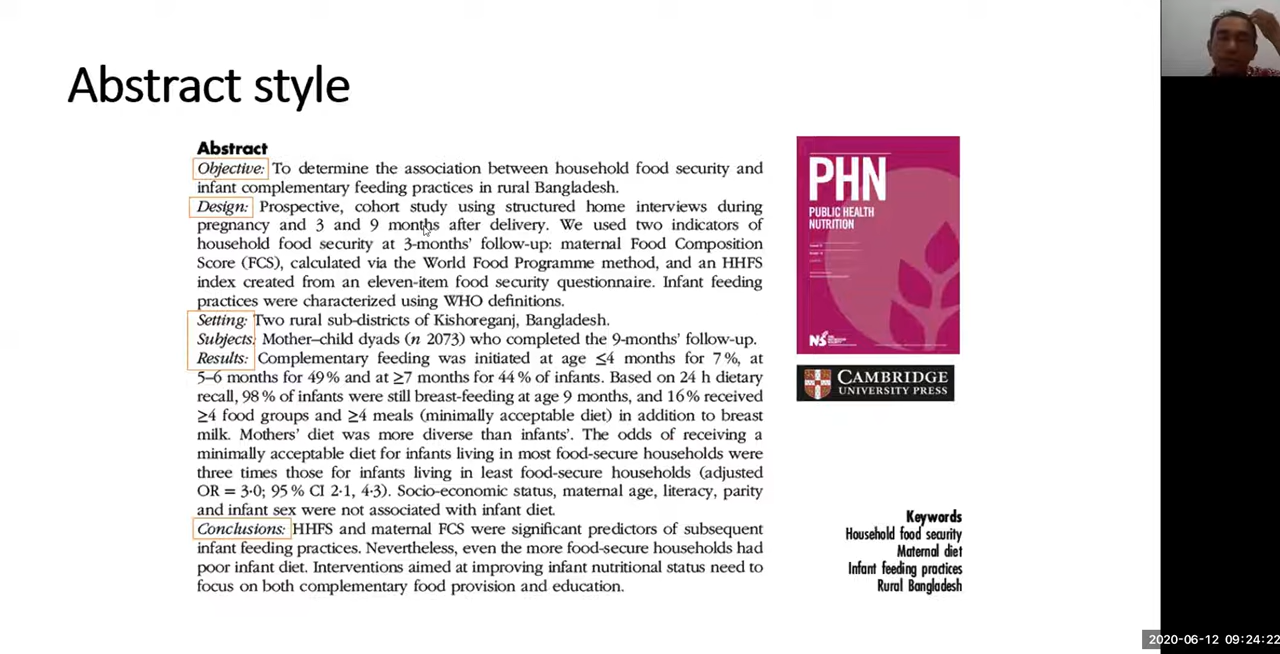 Abstract style
Abstract
Objective: To determine the association between household food security and
infant complementary feeding practices in rural Bangladesh.
Design: Prospective, cohort study using structured home interviews during
pregnancy and 3 and 9 months after delivery. We used two indicators of
household food security at 3-months' follow-up: maternal Food Composition
Score (FCS), calculated via the World Food Programme method, and an HHFS
index created from an eleven-item food security questionnaire. Infant feeding
practices were characterized using WHO definitions.
Setting: Two rural sub-districts of Kishoreganj, Bangladesh.
Subjects: Mother–child dyads (n 2073) who completed the 9-months' follow-up.
Results: Complementary feeding was initiated at age ≤4 months for 7 %, at
5–6 months for 49 % and at ≥7 months for 44 % of infants. Based on 24 h dietary
recall, 98 % of infants were still breast-feeding at age 9 months, and 16 % received
≥4 food groups and ≥4 meals (minimally acceptable diet) in addition to breast
milk. Mothers' diet was more diverse than infants'. The odds of receiving a
minimally acceptable diet for infants living in most food-secure households were
three times those for infants living in least food-secure households (adjusted
OR = 3·0; 95 % CI 2·1, 4·3). Socio-economic status, maternal age, literacy, parity
and infant sex were not associated with infant diet.
Conclusions: HHFS and maternal FCS were significant predictors of subsequent
infant feeding practices. Nevertheless, even the more food-secure households had
poor infant diet. Interventions aimed at improving infant nutritional status need to
focus on both complementary food provision and education.
PHN
PUBLIC HEALTH
NUTRITION
NS
CAMBRIDGE
UNIVERSITY PRESS
Keywords
Household food security
Maternal diet
Infant feeding practices
Rural Bangladesh
2020-06-12 09:24:22